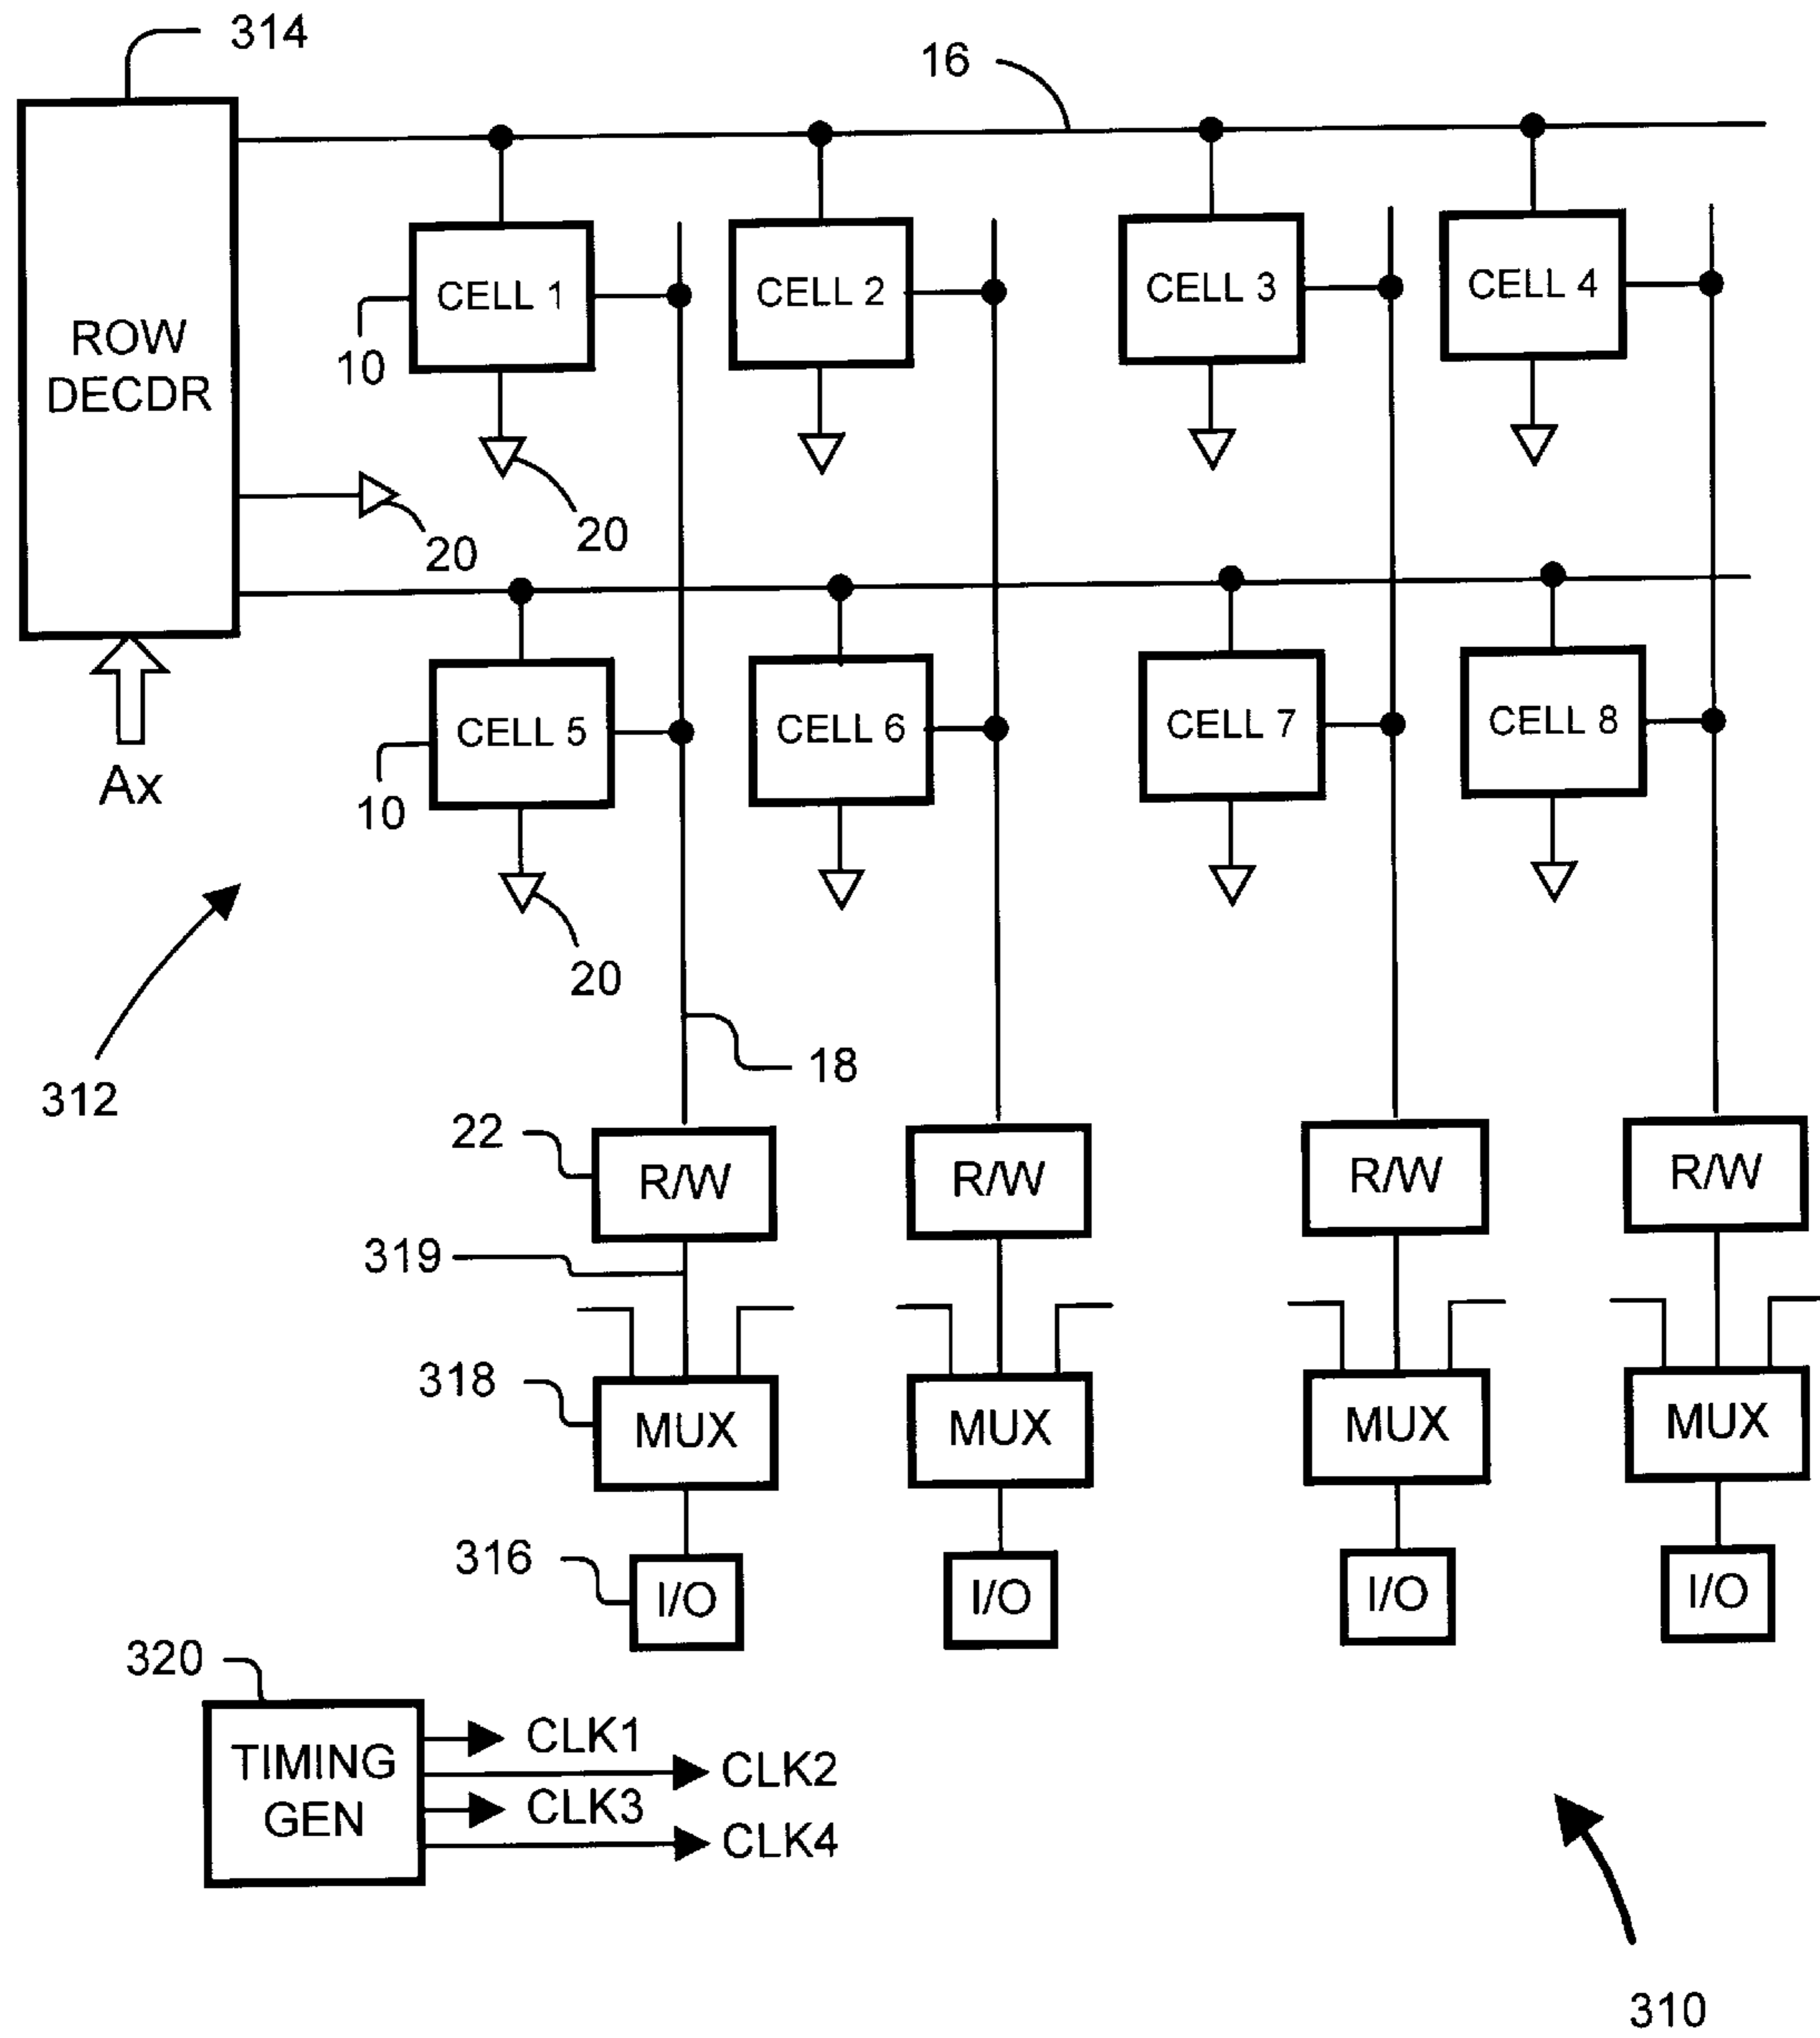 314
16
CELL 1
CELL 2
CELL 3
CELL 4
10
ROW
DECDR
20
20
CELL 5
CELL 6
CELL 7
CELL 8
Ax
10
20
312
18
22
R/W
R/W
R/W
R/W
319
318
MUX
MUX
MUX
MUX
316
I/O
I/O
I/O
I/O
320
TIMING
GEN
CLK1
CLK2
CLK3
CLK4
310